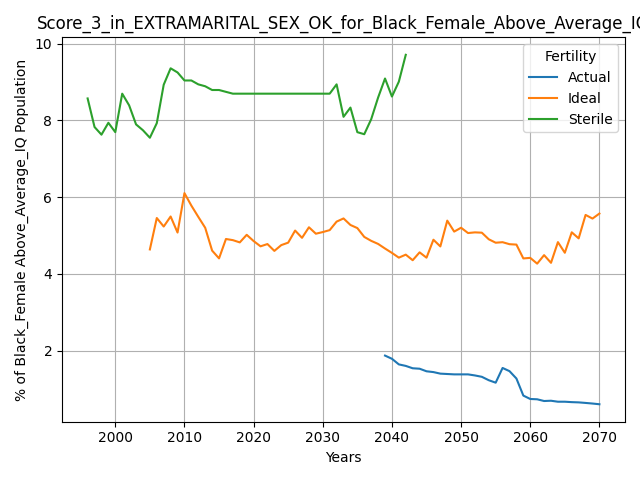 Score_3_in_EXTRAMARITAL_SEX_OK_for_Black_Female_Above_Average_IQ
Fertility
Actual
Ideal
Sterile
% of Black_Female Above_Average_IQ Population
10
8
6
4
2
2000 2010 2020 2030 2040 2050 2060 2070
Years